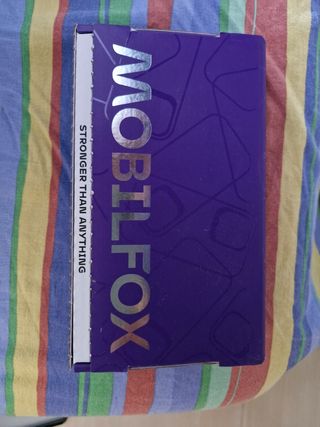 MOBILFOX
STRONGER THAN ANYTHING